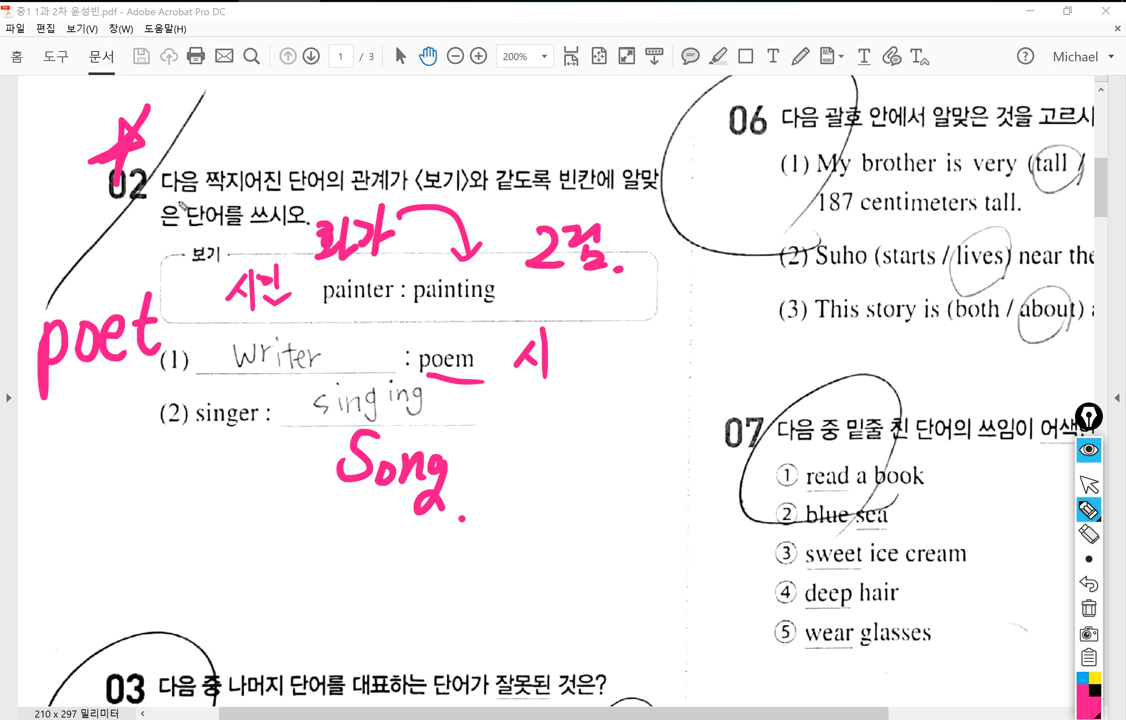 중1 1과 2차 윤성빈.pdf - Adobe Acrobat Pro DC
파일 편집 보기(V) 창(W) 도움말(H)
홈 도구 문서 1 / 3 200% Michael
02 다음 짝지어진 단어의 관계가 〈보기〉와 같도록 빈칸에 알맞
은 단어를 쓰시오.
화가
2점.
보기
시인
painter : painting
poet
(1) writer : poem 시
(2) singer : singing
Song.
03 다음 중 나머지 단어를 대표하는 단어가 잘못된 것은?
06 다음 괄호 안에서 알맞은 것을 고르시
(1) My brother is very (tall /
187 centimeters tall.
(2) Suho (starts / lives) near the
(3) This story is (both / about)
07 다음 중 밑줄 친 단어의 쓰임이 어색
① read a book
② blue sea
③ sweet ice cream
④ deep hair
⑤ wear glasses
210 x 297 밀리미터